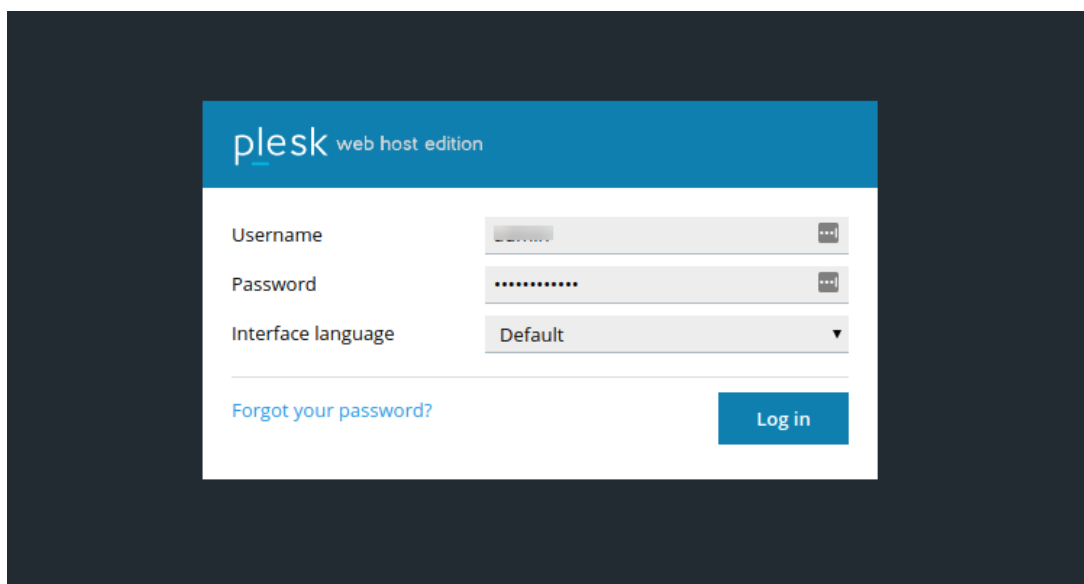 plesk web host edition
Username
Password ............
Interface language Default
Forgot your password? Log in